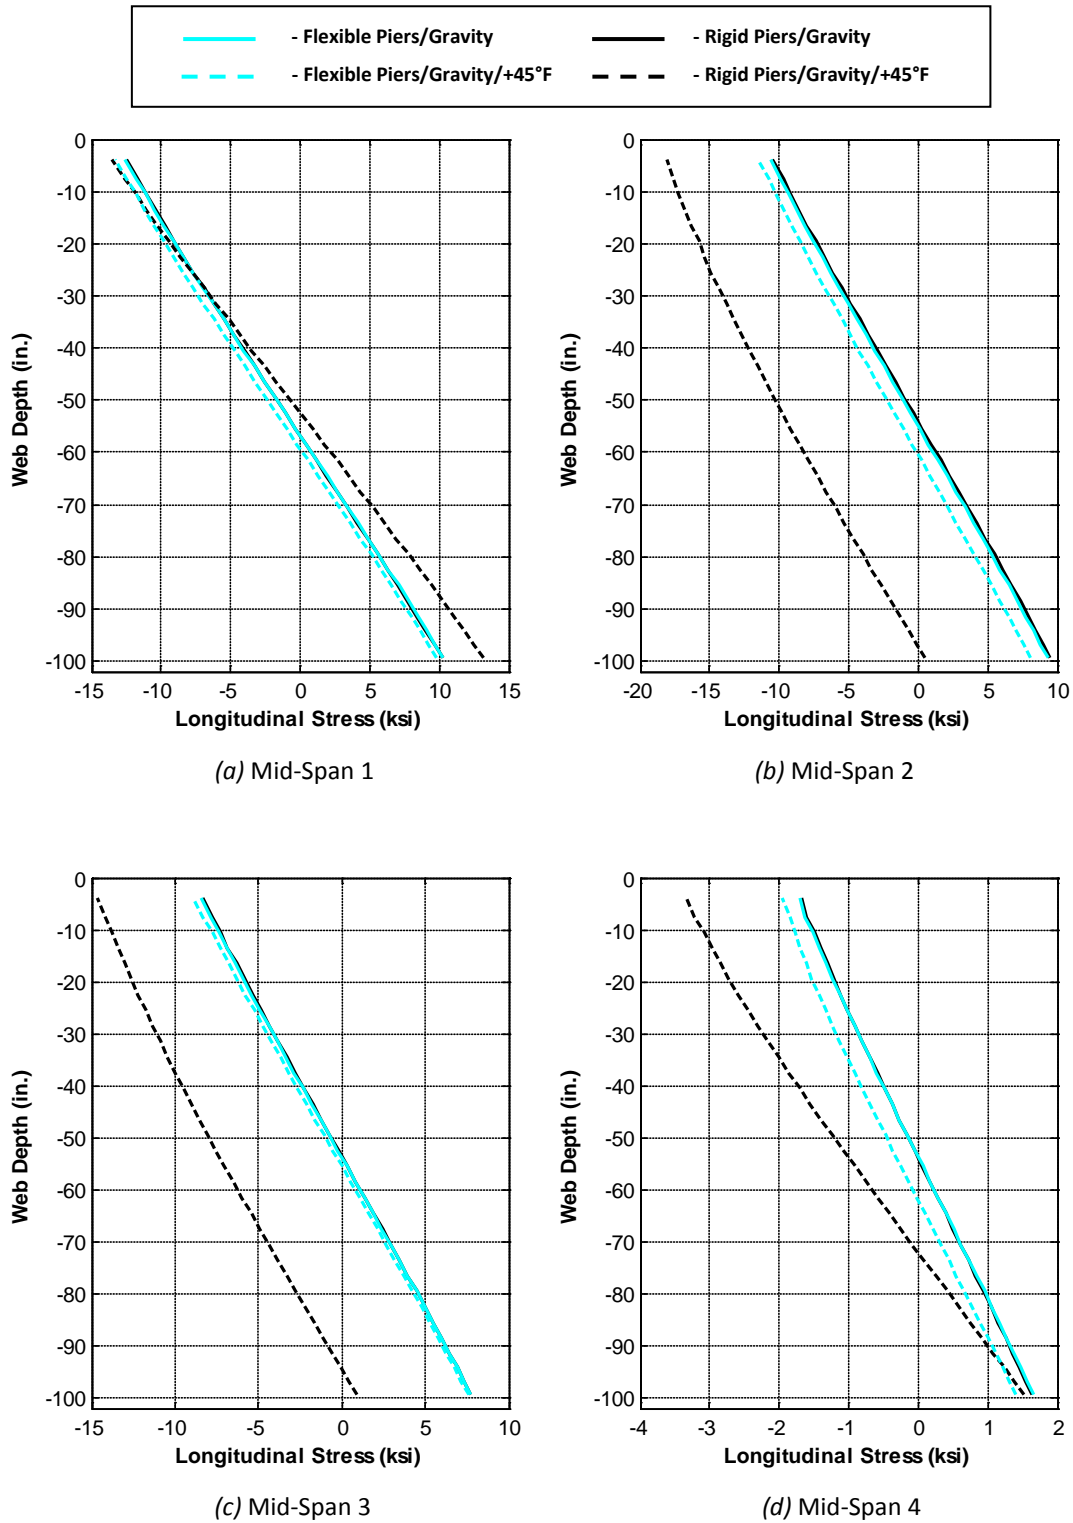 - Flexible Piers/Gravity - Rigid Piers/Gravity
- Flexible Piers/Gravity/+45°F - Rigid Piers/Gravity/+45°F
0
-10
-20
-30
-40
-50
-60
-70
-80
-90
-100
Web Depth (in.)
-15 -10 -5 0 5 10 15
Longitudinal Stress (ksi)
(a) Mid-Span 1
0
-10
-20
-30
-40
-50
-60
-70
-80
-90
-100
Web Depth (in.)
-20 -15 -10 -5 0 5 10
Longitudinal Stress (ksi)
(b) Mid-Span 2
0
-10
-20
-30
-40
-50
-60
-70
-80
-90
-100
Web Depth (in.)
-15 -10 -5 0 5 10
Longitudinal Stress (ksi)
(c) Mid-Span 3
0
-10
-20
-30
-40
-50
-60
-70
-80
-90
-100
Web Depth (in.)
-4 -3 -2 -1 0 1 2
Longitudinal Stress (ksi)
(d) Mid-Span 4